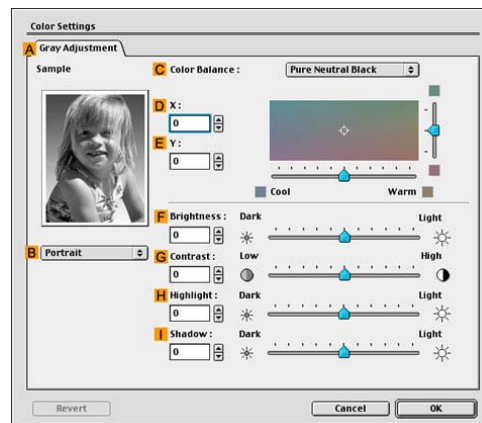 Color Settings
A Gray Adjustment
Sample
C Color Balance : Pure Neutral Black
D X :
0
E Y :
0
Cool Warm
F Brightness : Dark Light
0
B Portrait
G Contrast : Low High
0
H Highlight : Dark Light
0
I Shadow : Dark Light
0
Revert Cancel OK